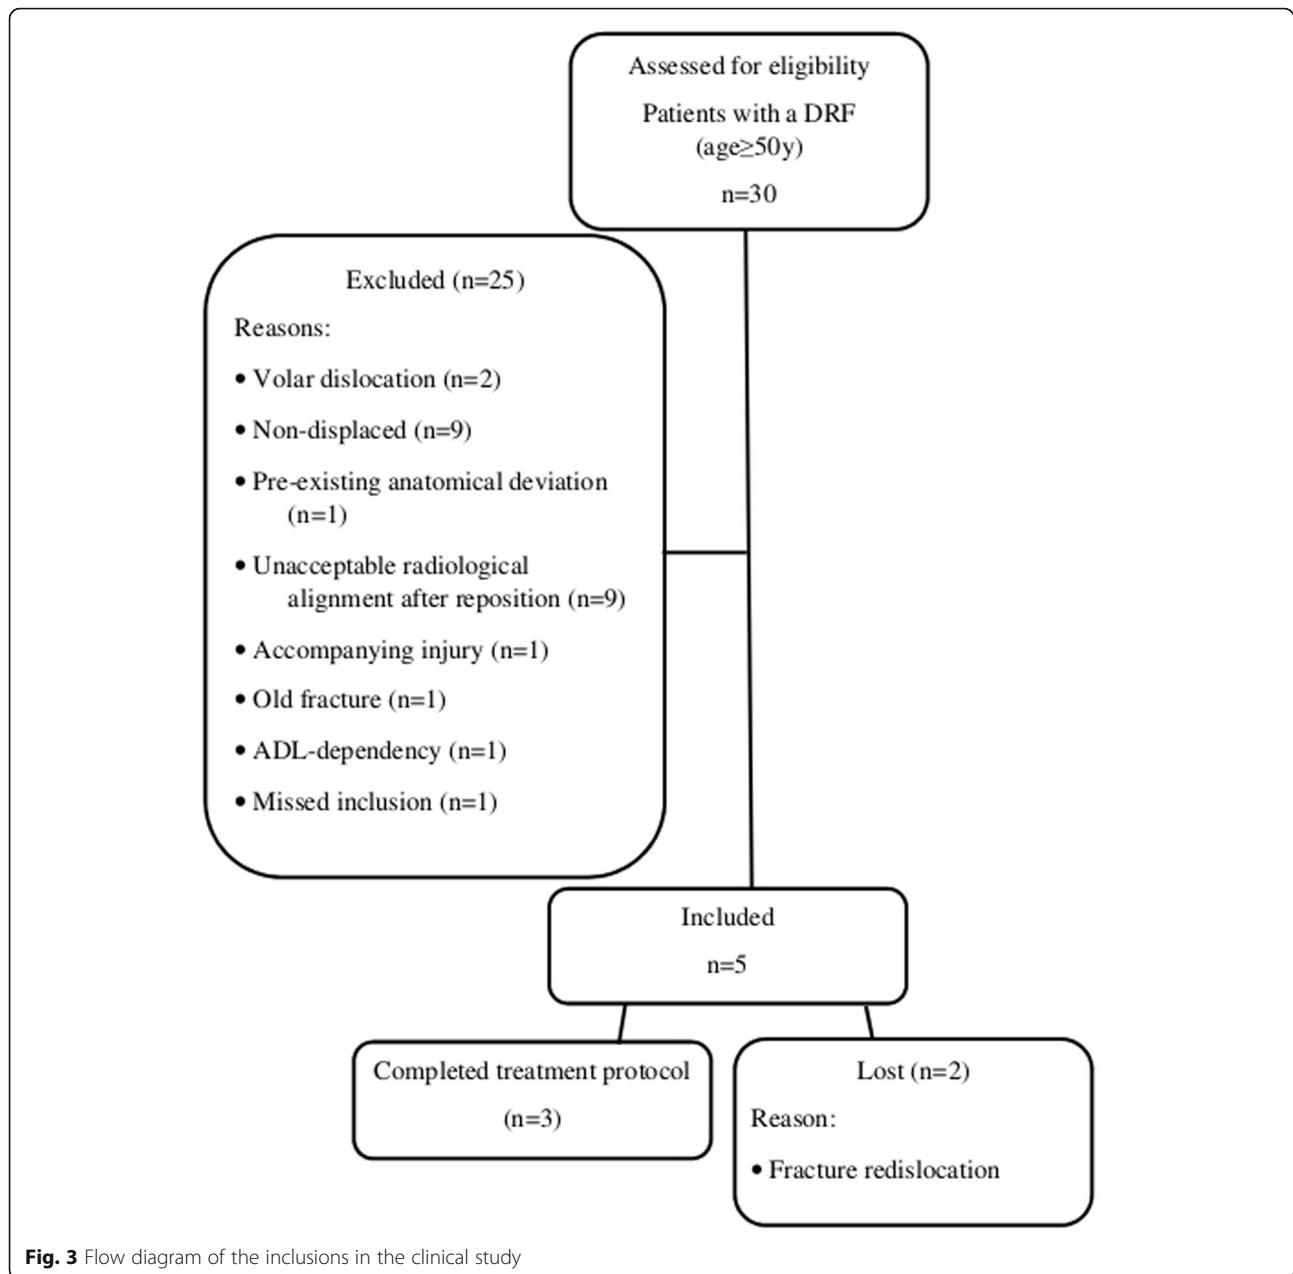 Assessed for eligibility
Patients with a DRF
(age≥50y)
n=30
Excluded (n=25)
Reasons:
• Volar dislocation (n=2)
• Non-displaced (n=9)
• Pre-existing anatomical deviation
(n=1)
• Unacceptable radiological
alignment after reposition (n=9)
• Accompanying injury (n=1)
• Old fracture (n=1)
• ADL-dependency (n=1)
• Missed inclusion (n=1)
Included
n=5
Completed treatment protocol
(n=3)
Lost (n=2)
Reason:
• Fracture redislocation
Fig. 3 Flow diagram of the inclusions in the clinical study